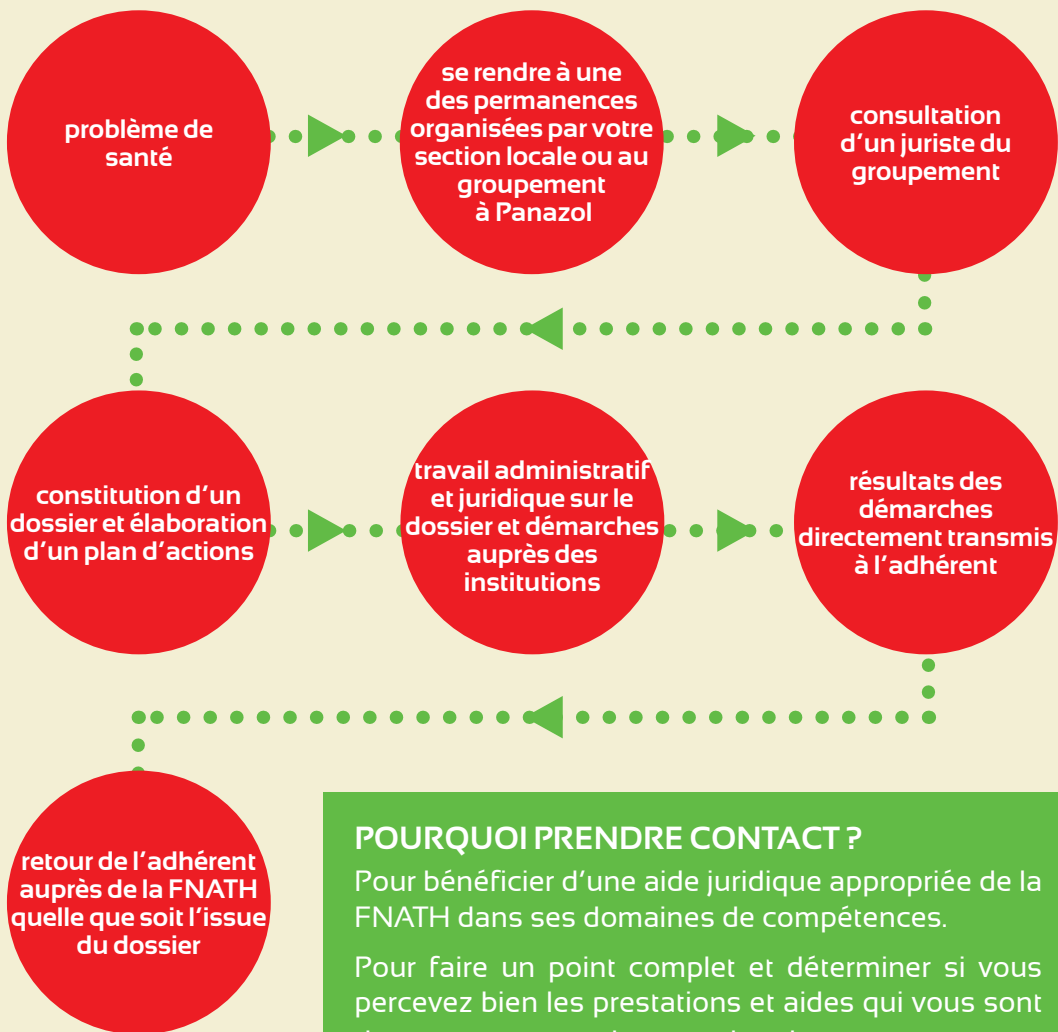 problème de
santé
se rendre à une
des permanences
organisées par votre
section locale ou au
groupement
à Panazol
consultation
d'un juriste du
groupement
constitution d'un
dossier et élaboration
d'un plan d'actions
travail administratif
et juridique sur le
dossier et démarches
auprès des
institutions
résultats des
démarches
directement transmis
à l'adhérent
retour de l'adhérent
auprès de la FNATH
quelle que soit l'issue
du dossier
POURQUOI PRENDRE CONTACT ?
Pour bénéficier d'une aide juridique appropriée de la
FNATH dans ses domaines de compétences.
Pour faire un point complet et déterminer si vous
percevez bien les prestations et aides qui vous sont